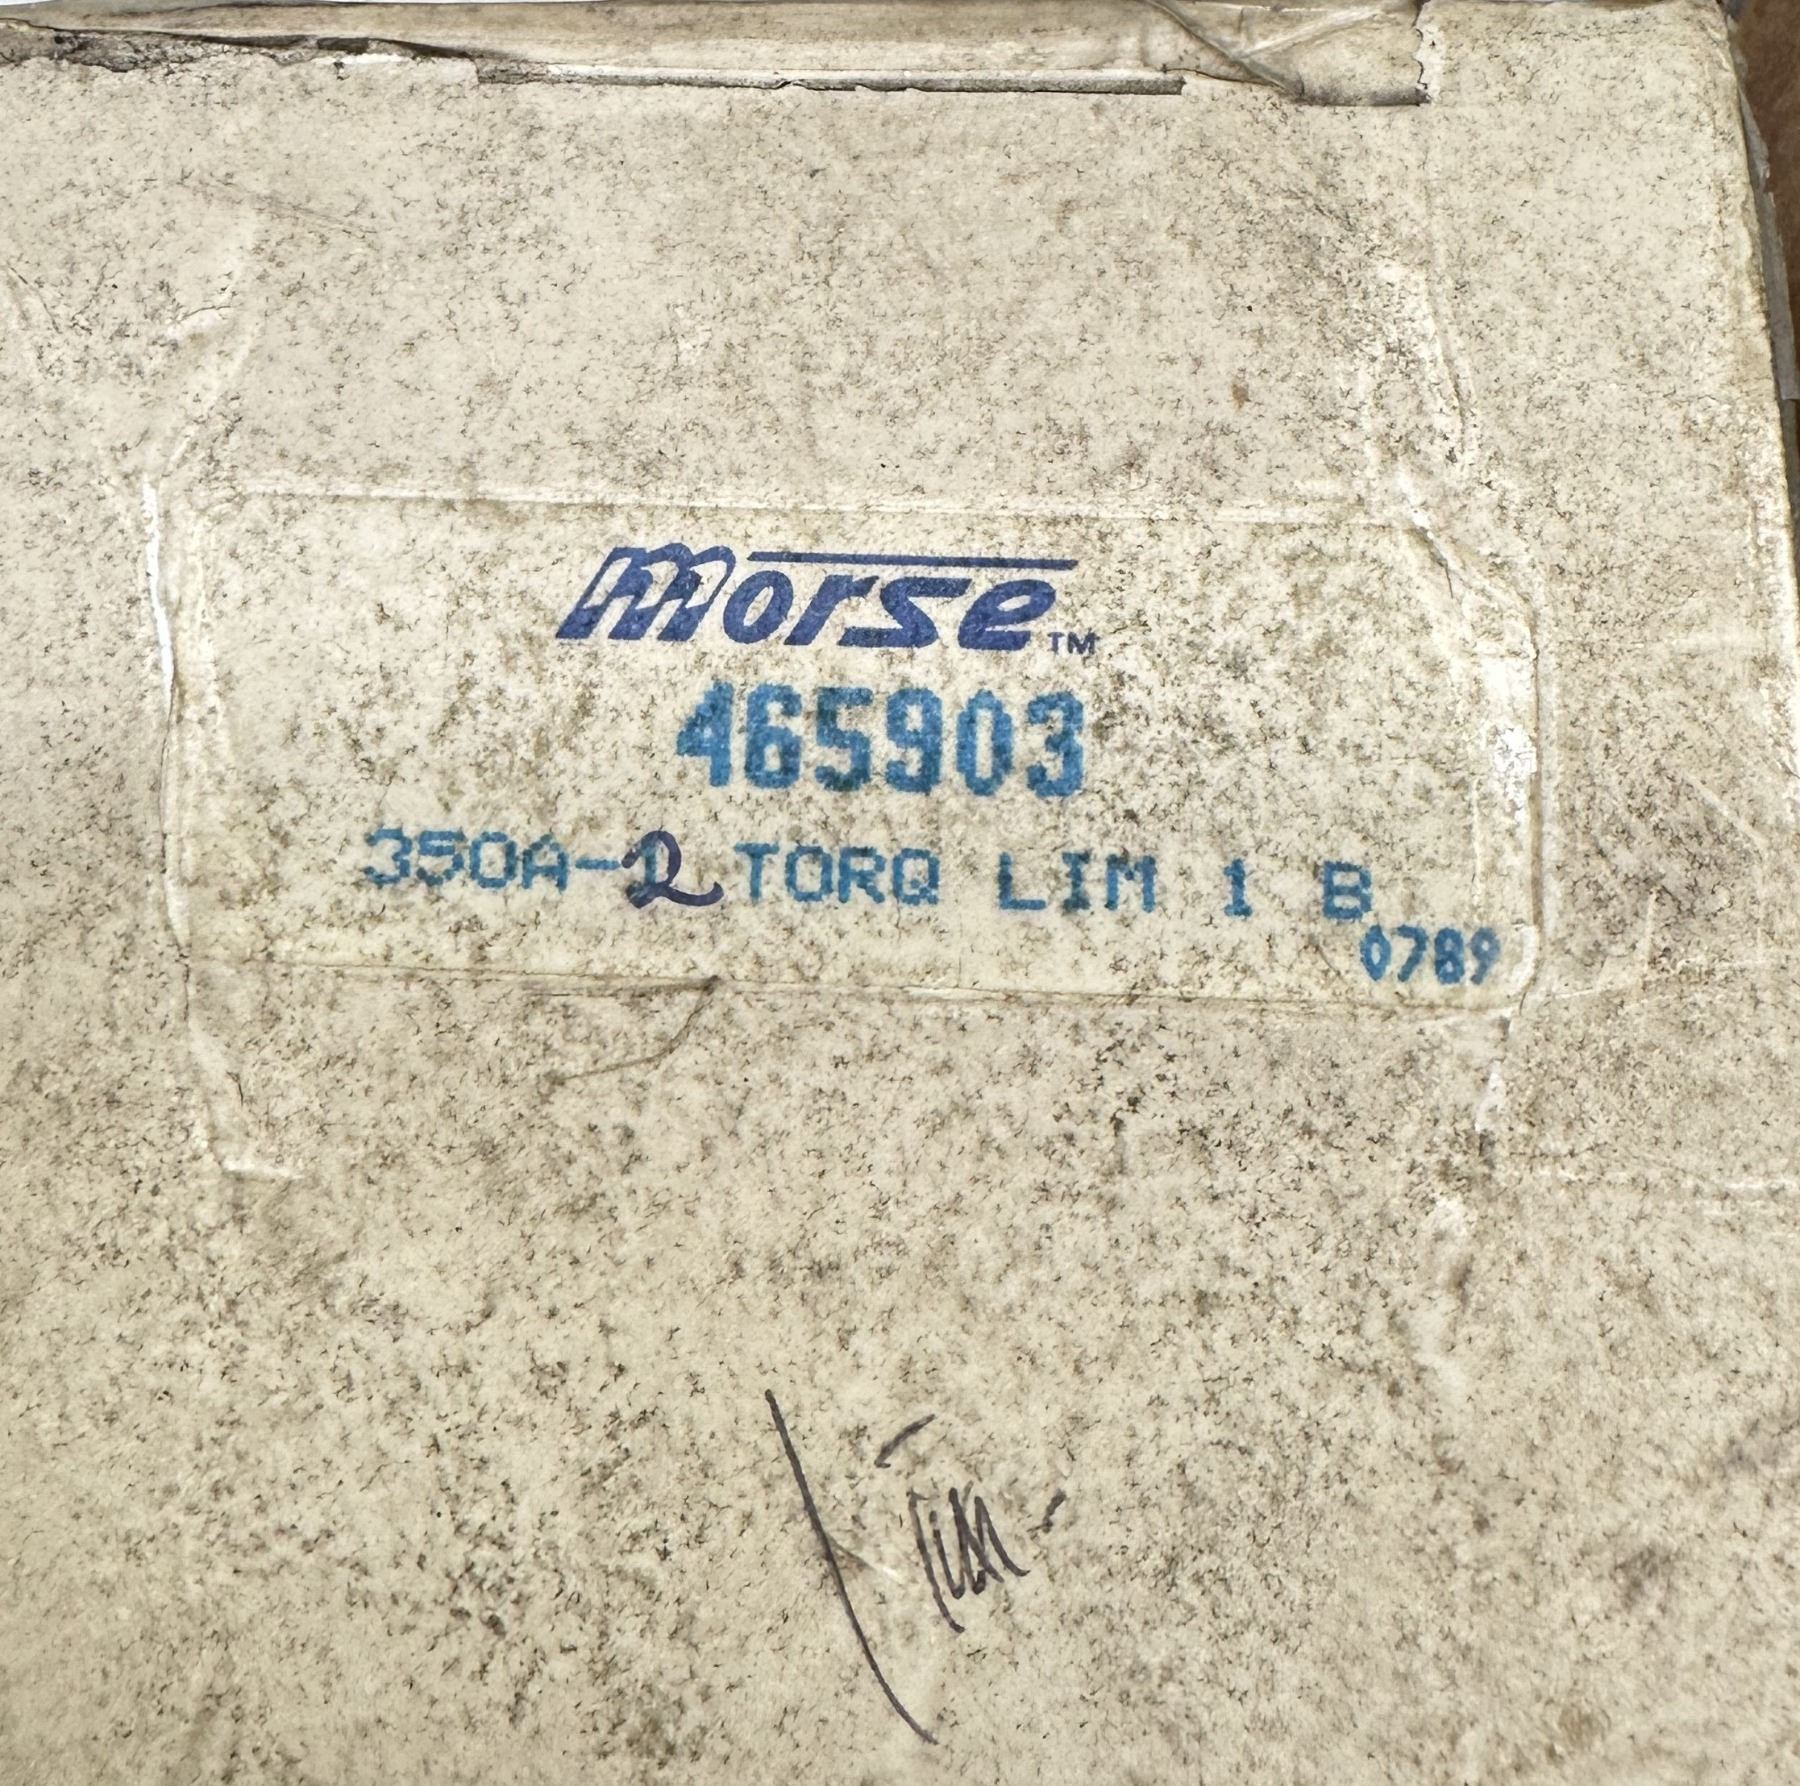 morse™
465903
350A-2 TORQ LIM 1 B
0789